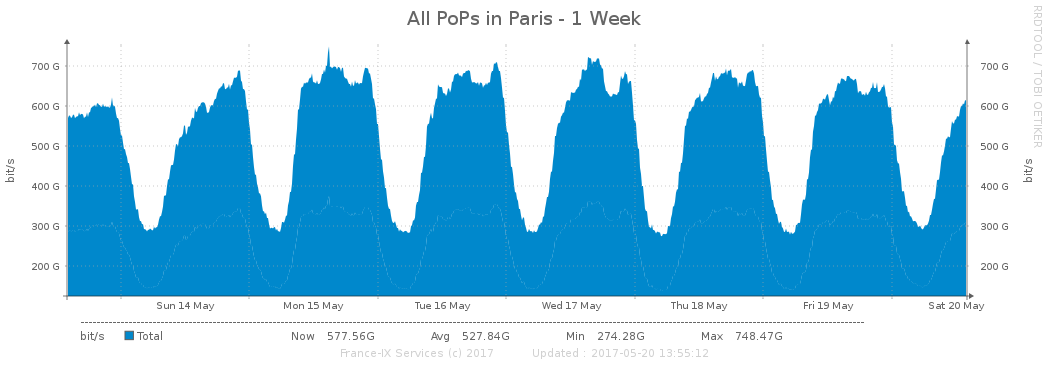 All PoPs in Paris - 1 Week
RRDTOOL / TOBI OETIKER
bit/s
700 G
600 G
500 G
400 G
300 G
200 G
700 G
600 G
500 G
400 G
300 G
200 G
bit/s
Sun 14 May Mon 15 May Tue 16 May Wed 17 May Thu 18 May Fri 19 May Sat 20 May
bit/s Total Now 577.56G Avg 527.84G Min 274.28G Max 748.47G
France-IX Services (c) 2017 Updated : 2017-05-20 13:55:12